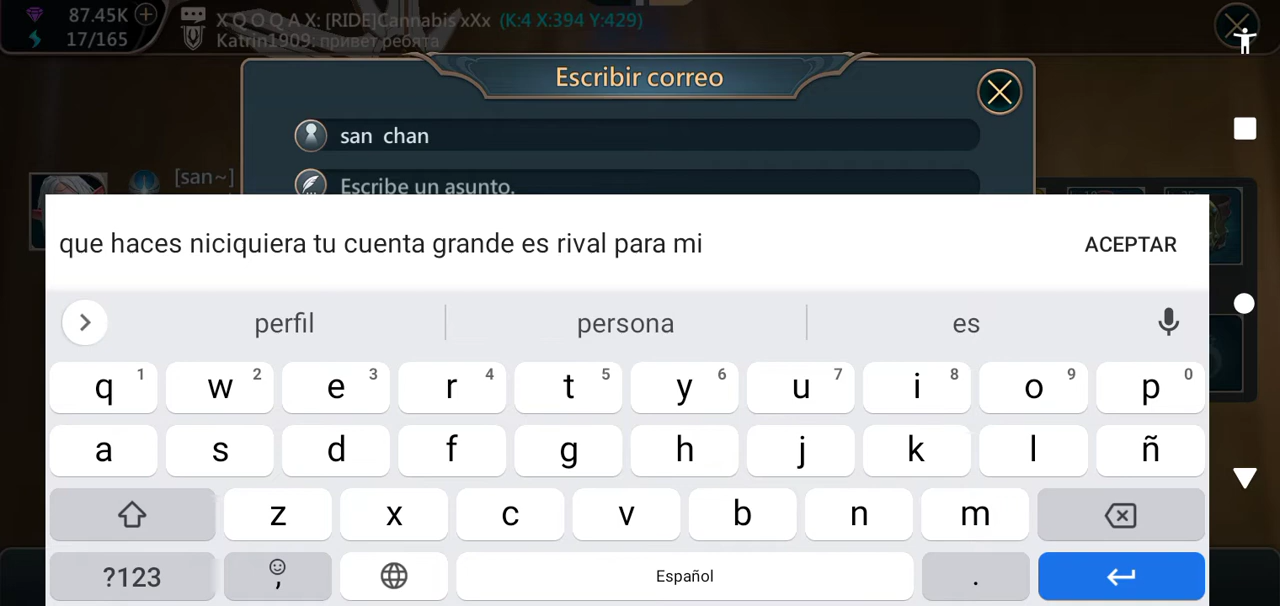 87.45K
17/165
X Q O Q A X: [RIDE]Cannabis xXx (K:4 X:394 Y:429)
Katrin1909: привет ребята
Escribir correo
san chan
[san~]
Escribe un asunto.
que haces niciquiera tu cuenta grande es rival para mi
ACEPTAR
perfil persona es
q 1 w 2 e 3 r 4 t 5 y 6 u 7 i 8 o 9 p 0
a s d f g h j k l ñ
z x c v b n m
?123 , Español .